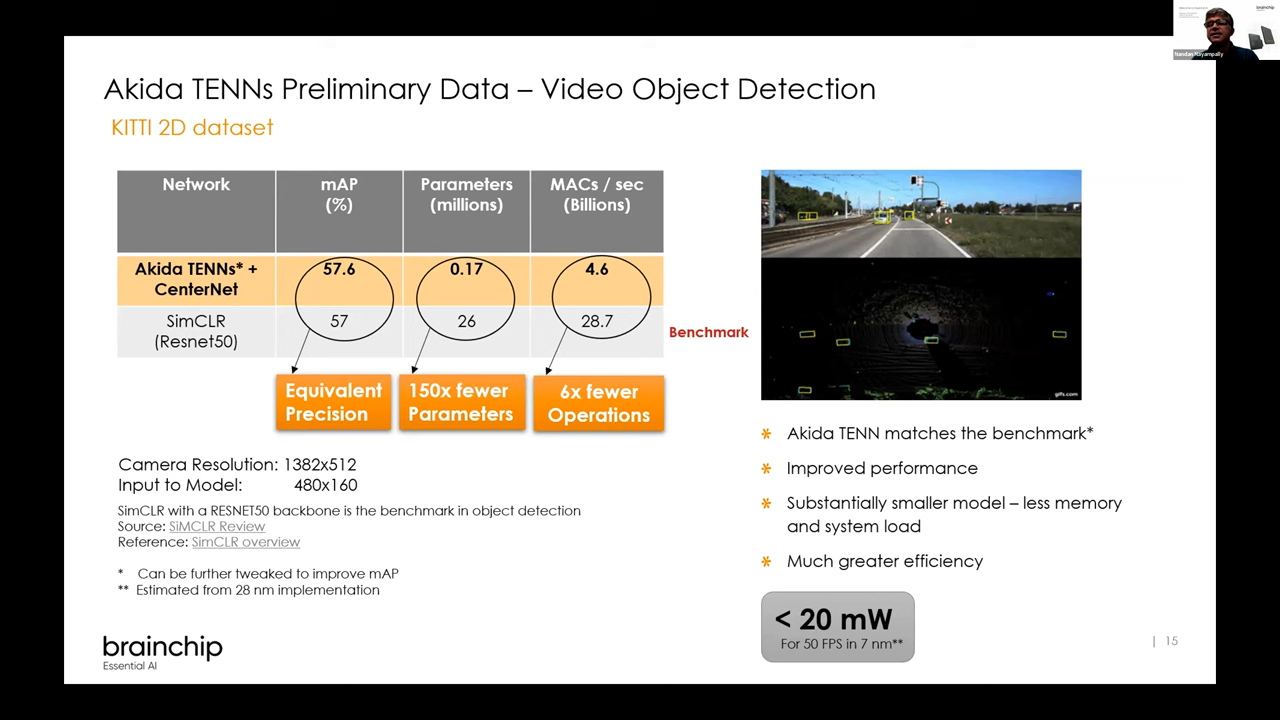 brainchip
Nandan Nayampally
Akida TENNs Preliminary Data – Video Object Detection
KITTI 2D dataset
Network mAP (%) Parameters (millions) MACs / sec (Billions)
Akida TENNs* + CenterNet 57.6 0.17 4.6
SimCLR (Resnet50) 57 26 28.7
Benchmark
Equivalent Precision
150x fewer Parameters
6x fewer Operations
Camera Resolution: 1382x512
Input to Model: 480x160
SimCLR with a RESNET50 backbone is the benchmark in object detection
Source: SiMCLR Review
Reference: SimCLR overview
* Can be further tweaked to improve mAP
** Estimated from 28 nm implementation
gifs.com
* Akida TENN matches the benchmark*
* Improved performance
* Substantially smaller model – less memory
and system load
* Much greater efficiency
< 20 mW
For 50 FPS in 7 nm**
brainchip
Essential AI
| 15